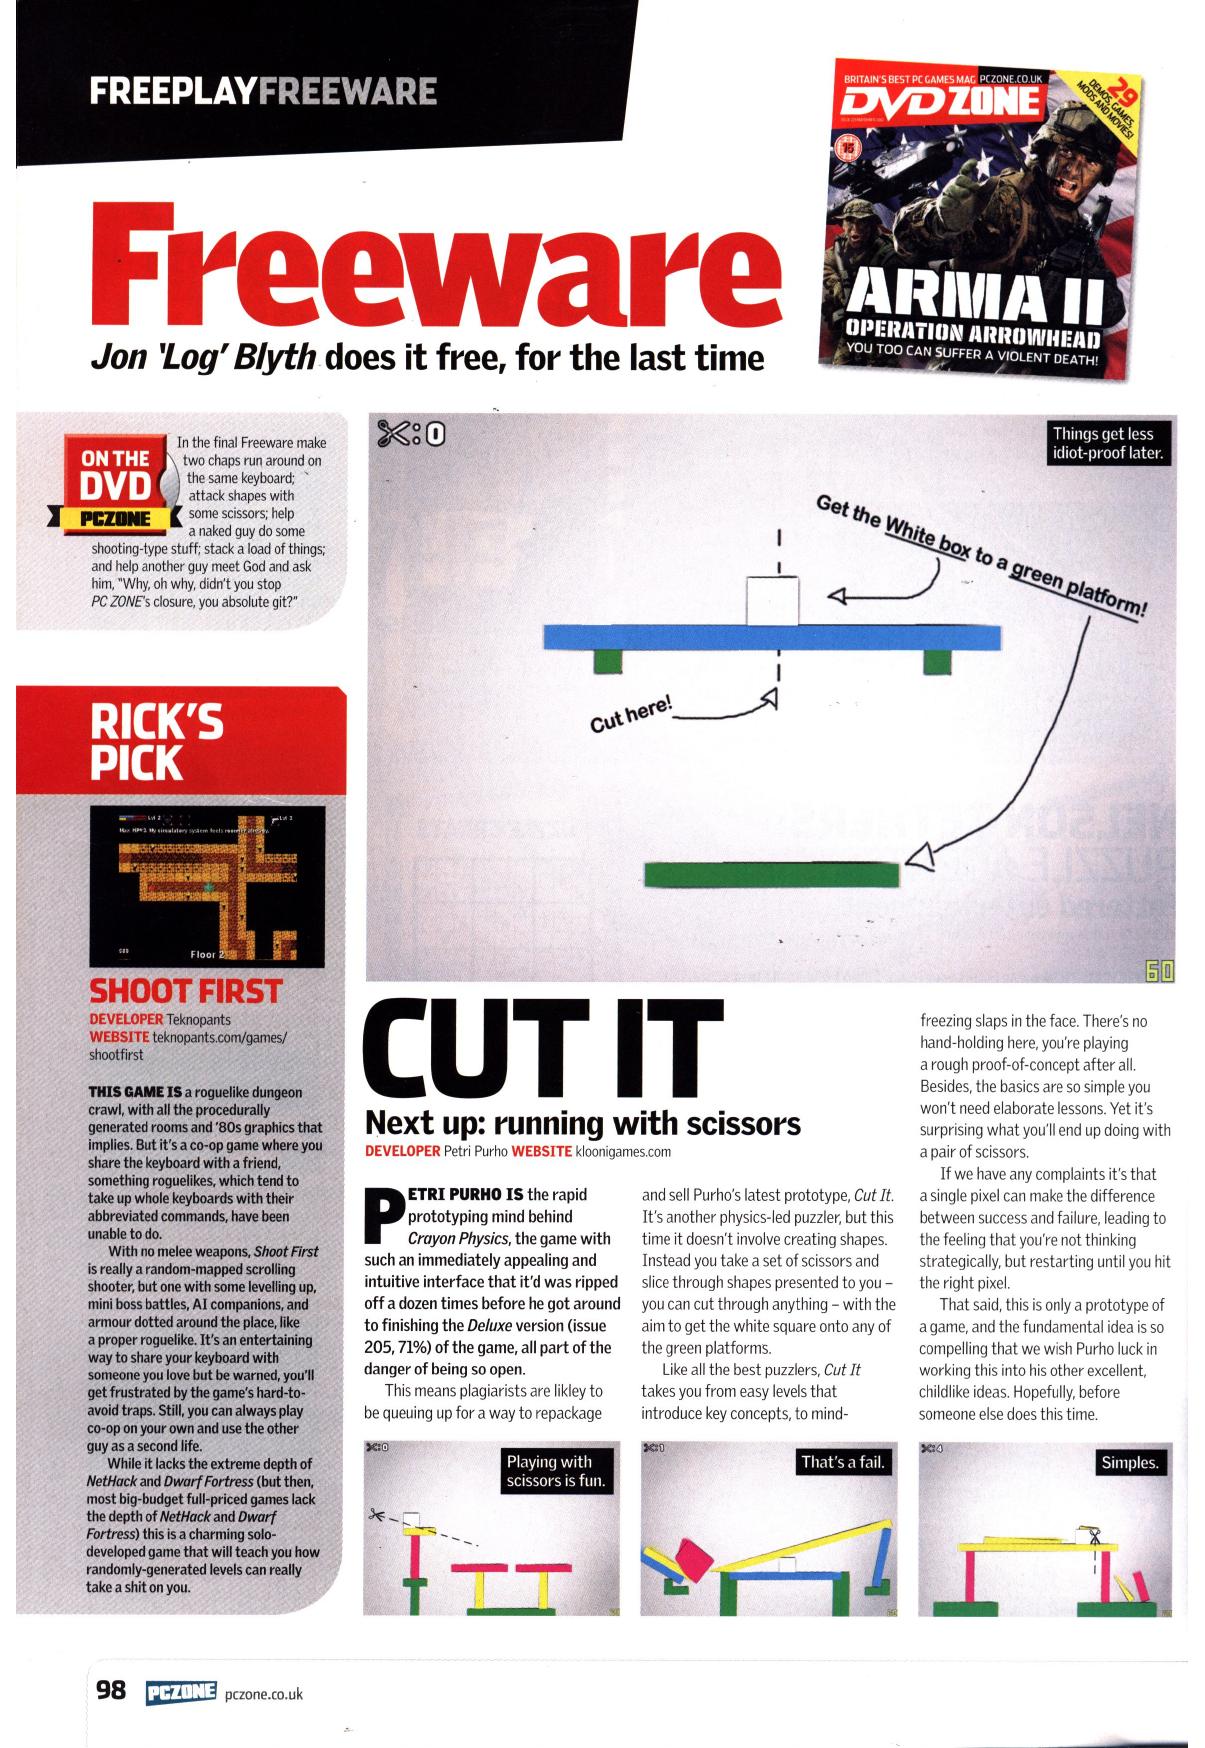 FREEPLAYFREEWARE
BRITAIN'S BEST PC GAMES MAG PCZONE.CO.UK
DVDZONE
29
DEMOS, GAMES,
MODS AND MOVIES!
15
ARMA II
OPERATION ARROWHEAD
YOU TOO CAN SUFFER A VIOLENT DEATH!
Freeware
Jon 'Log' Blyth does it free, for the last time
ON THE
DVD
PCZONE
In the final Freeware make
two chaps run around on
the same keyboard;
attack shapes with
some scissors; help
a naked guy do some
shooting-type stuff; stack a load of things;
and help another guy meet God and ask
him, "Why, oh why, didn't you stop
PC ZONE's closure, you absolute git?"
RICK'S
PICK
Lvl 2
Lvl 3
Floor 2
SHOOT FIRST
DEVELOPER Teknopants
WEBSITE teknopants.com/games/
shootfirst
THIS GAME IS a roguelike dungeon
crawl, with all the procedurally
generated rooms and '80s graphics that
implies. But it's a co-op game where you
share the keyboard with a friend,
something roguelikes, which tend to
take up whole keyboards with their
abbreviated commands, have been
unable to do.
With no melee weapons, Shoot First
is really a random-mapped scrolling
shooter, but one with some levelling up,
mini boss battles, AI companions, and
armour dotted around the place, like
a proper roguelike. It's an entertaining
way to share your keyboard with
someone you love but be warned, you'll
get frustrated by the game's hard-to-
avoid traps. Still, you can always play
co-op on your own and use the other
guy as a second life.
While it lacks the extreme depth of
NetHack and Dwarf Fortress (but then,
most big-budget full-priced games lack
the depth of NetHack and Dwarf
Fortress) this is a charming solo-
developed game that will teach you how
randomly-generated levels can really
take a shit on you.
:0
Things get less
idiot-proof later.
Get the White box to a green platform!
Cut here!
60
CUT IT
Next up: running with scissors
DEVELOPER Petri Purho WEBSITE kloonigames.com
PETRI PURHO IS the rapid
prototyping mind behind
Crayon Physics, the game with
such an immediately appealing and
intuitive interface that it'd was ripped
off a dozen times before he got around
to finishing the Deluxe version (issue
205, 71%) of the game, all part of the
danger of being so open.
This means plagiarists are likley to
be queuing up for a way to repackage
and sell Purho's latest prototype, Cut It.
It's another physics-led puzzler, but this
time it doesn't involve creating shapes.
Instead you take a set of scissors and
slice through shapes presented to you –
you can cut through anything – with the
aim to get the white square onto any of
the green platforms.
Like all the best puzzlers, Cut It
takes you from easy levels that
introduce key concepts, to mind-
freezing slaps in the face. There's no
hand-holding here, you're playing
a rough proof-of-concept after all.
Besides, the basics are so simple you
won't need elaborate lessons. Yet it's
surprising what you'll end up doing with
a pair of scissors.
If we have any complaints it's that
a single pixel can make the difference
between success and failure, leading to
the feeling that you're not thinking
strategically, but restarting until you hit
the right pixel.
That said, this is only a prototype of
a game, and the fundamental idea is so
compelling that we wish Purho luck in
working this into his other excellent,
childlike ideas. Hopefully, before
someone else does this time.
:0
Playing with
scissors is fun.
:1
That's a fail.
:4
Simples.
98 PCZONE pczone.co.uk